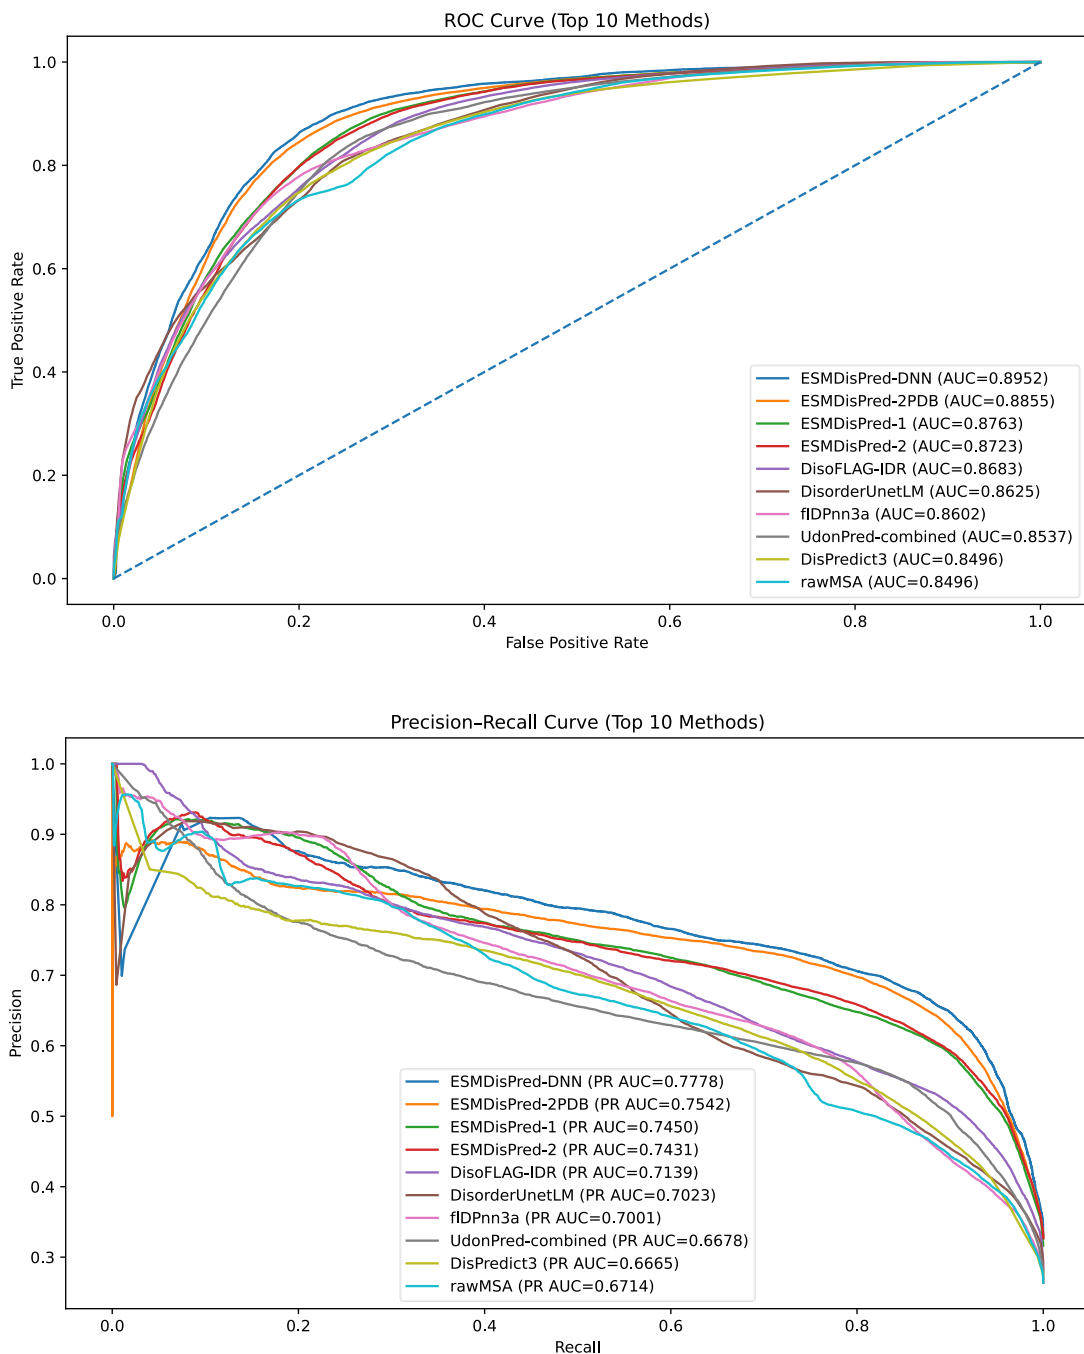 ROC Curve (Top 10 Methods)
True Positive Rate
1.0
0.8
0.6
0.4
0.2
0.0
ESMDisPred-DNN (AUC=0.8952)
ESMDisPred-2PDB (AUC=0.8855)
ESMDisPred-1 (AUC=0.8763)
ESMDisPred-2 (AUC=0.8723)
DisoFLAG-IDR (AUC=0.8683)
DisorderUnetLM (AUC=0.8625)
flDPnn3a (AUC=0.8602)
UdonPred-combined (AUC=0.8537)
DisPredict3 (AUC=0.8496)
rawMSA (AUC=0.8496)
0.0 0.2 0.4 0.6 0.8 1.0
False Positive Rate
Precision–Recall Curve (Top 10 Methods)
Precision
1.0
0.9
0.8
0.7
0.6
0.5
0.4
0.3
ESMDisPred-DNN (PR AUC=0.7778)
ESMDisPred-2PDB (PR AUC=0.7542)
ESMDisPred-1 (PR AUC=0.7450)
ESMDisPred-2 (PR AUC=0.7431)
DisoFLAG-IDR (PR AUC=0.7139)
DisorderUnetLM (PR AUC=0.7023)
flDPnn3a (PR AUC=0.7001)
UdonPred-combined (PR AUC=0.6678)
DisPredict3 (PR AUC=0.6665)
rawMSA (PR AUC=0.6714)
0.0 0.2 0.4 0.6 0.8 1.0
Recall